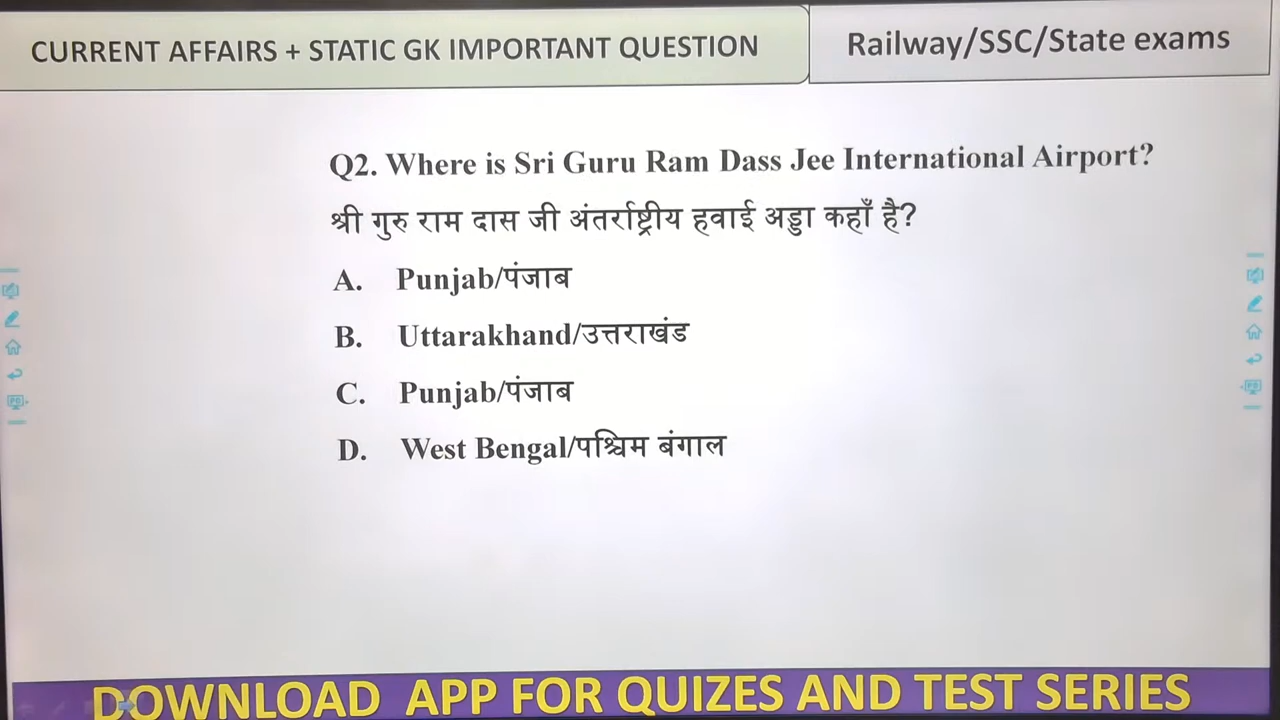 CURRENT AFFAIRS + STATIC GK IMPORTANT QUESTION
Railway/SSC/State exams
Q2. Where is Sri Guru Ram Dass Jee International Airport?
श्री गुरु राम दास जी अंतर्राष्ट्रीय हवाई अड्डा कहाँ है?
A. Punjab/पंजाब
B. Uttarakhand/उत्तराखंड
C. Punjab/पंजाब
D. West Bengal/पश्चिम बंगाल
DOWNLOAD APP FOR QUIZES AND TEST SERIES